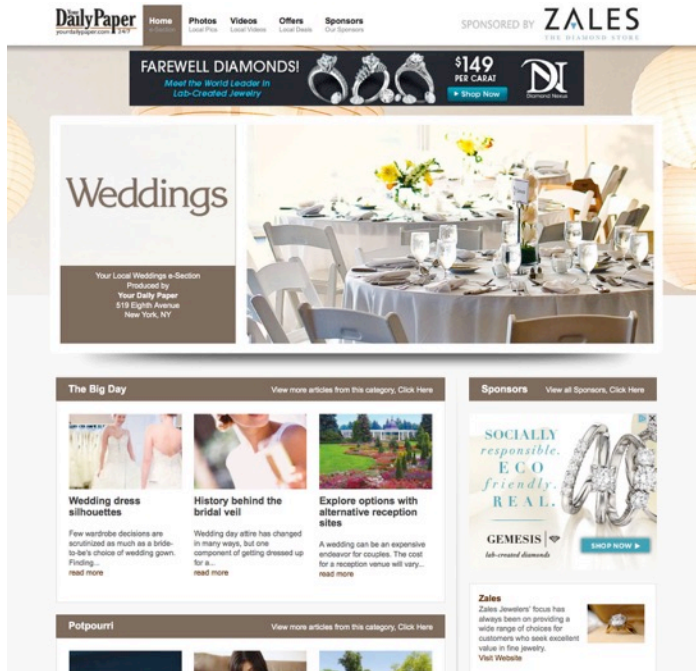 Your
DailyPaper
yourdailypaper.com 24/7
Home
e-Section
Photos
Local Pics
Videos
Local Videos
Offers
Local Deals
Sponsors
Our Sponsors
SPONSORED BY ZALES
THE DIAMOND STORE
FAREWELL DIAMONDS!
Meet the World Leader in
Lab-Created Jewelry
$149
PER CARAT
Shop Now
Diamond Nexus
Weddings
Your Local Weddings e-Section
Produced by
Your Daily Paper
519 Eighth Avenue
New York, NY
The Big Day
View more articles from this category, Click Here
Wedding dress
silhouettes
Few wardrobe decisions are
scrutinized as much as a bride-
to-be's choice of wedding gown.
Finding...
read more
History behind the
bridal veil
Wedding day attire has changed
in many ways, but one
component of getting dressed up
for a...
read more
Explore options with
alternative reception
sites
A wedding can be an expensive
endeavor for couples. The cost
for a reception venue will vary...
read more
Sponsors
View all Sponsors, Click Here
SOCIALLY
responsible.
ECO
friendly.
REAL.
GEMESIS
lab-created diamonds
SHOP NOW
Zales
Zales Jewelers' focus has
always been on providing a
wide range of choices for
customers who seek excellent
value in fine jewelry.
Visit Website
Potpourri
View more articles from this category, Click Here